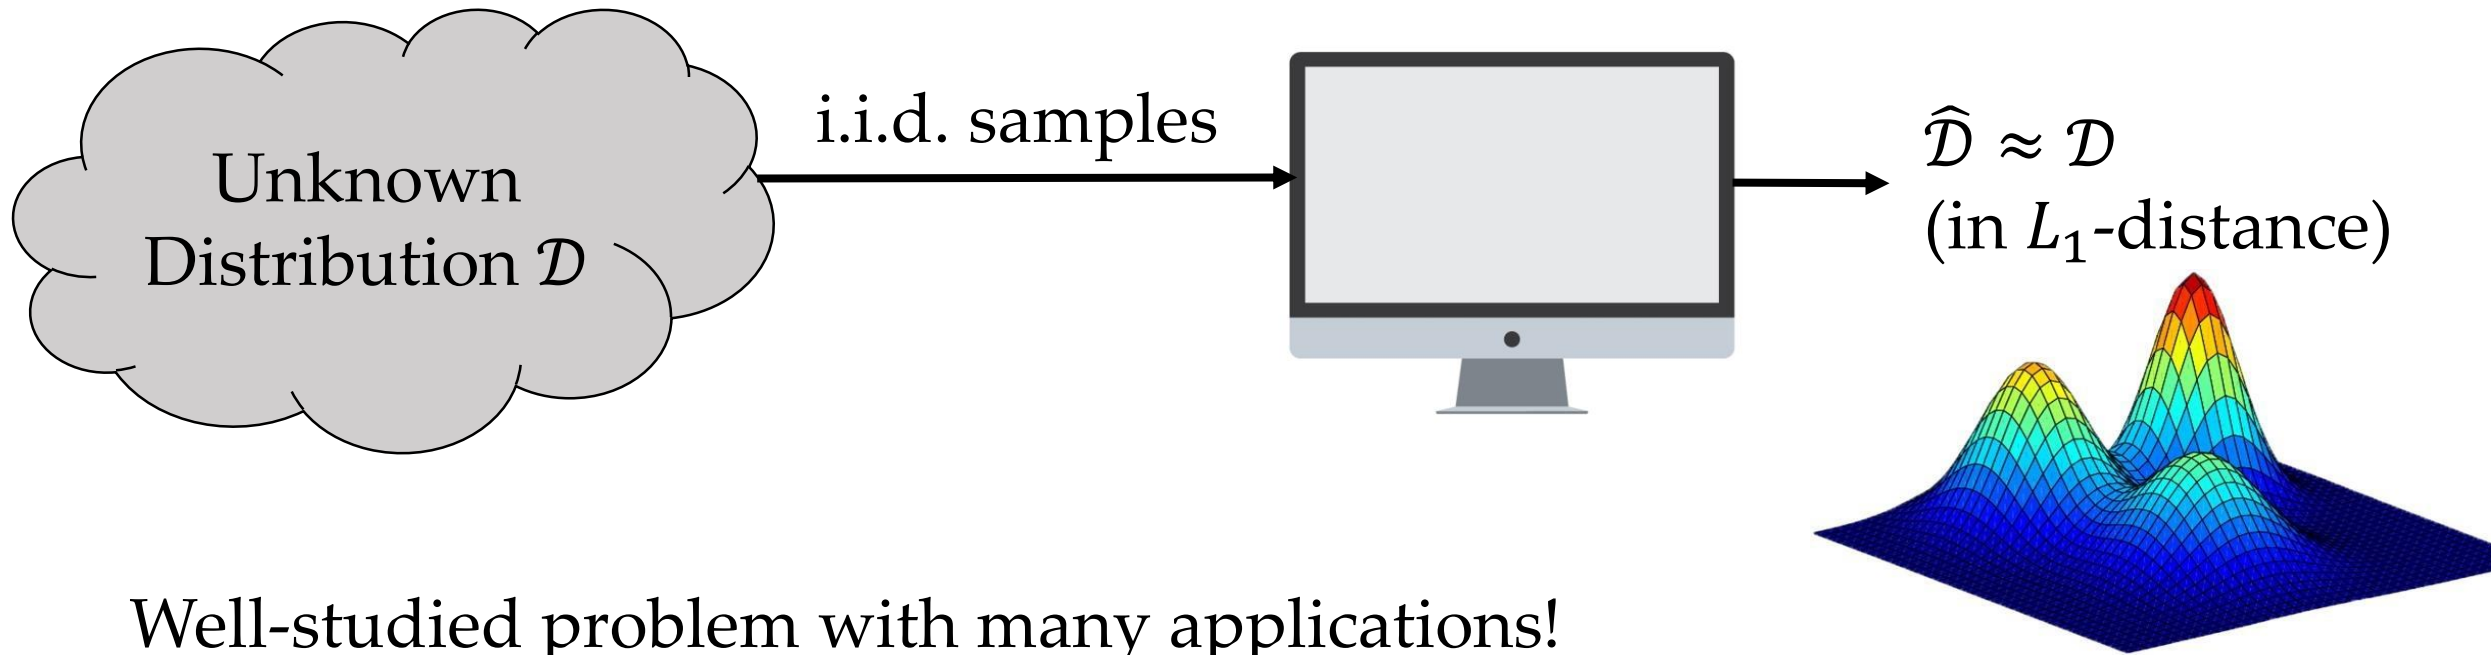 Unknown
Distribution 𝒟
i.i.d. samples
𝒟̂ ≈ 𝒟
(in L₁-distance)
Well-studied problem with many applications!